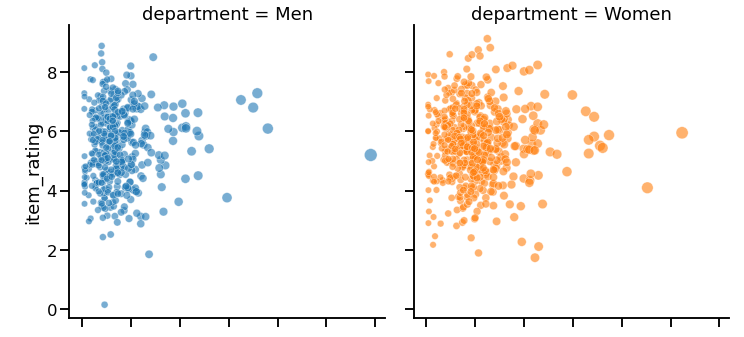 department = Men
department = Women
item_rating
8
6
4
2
0